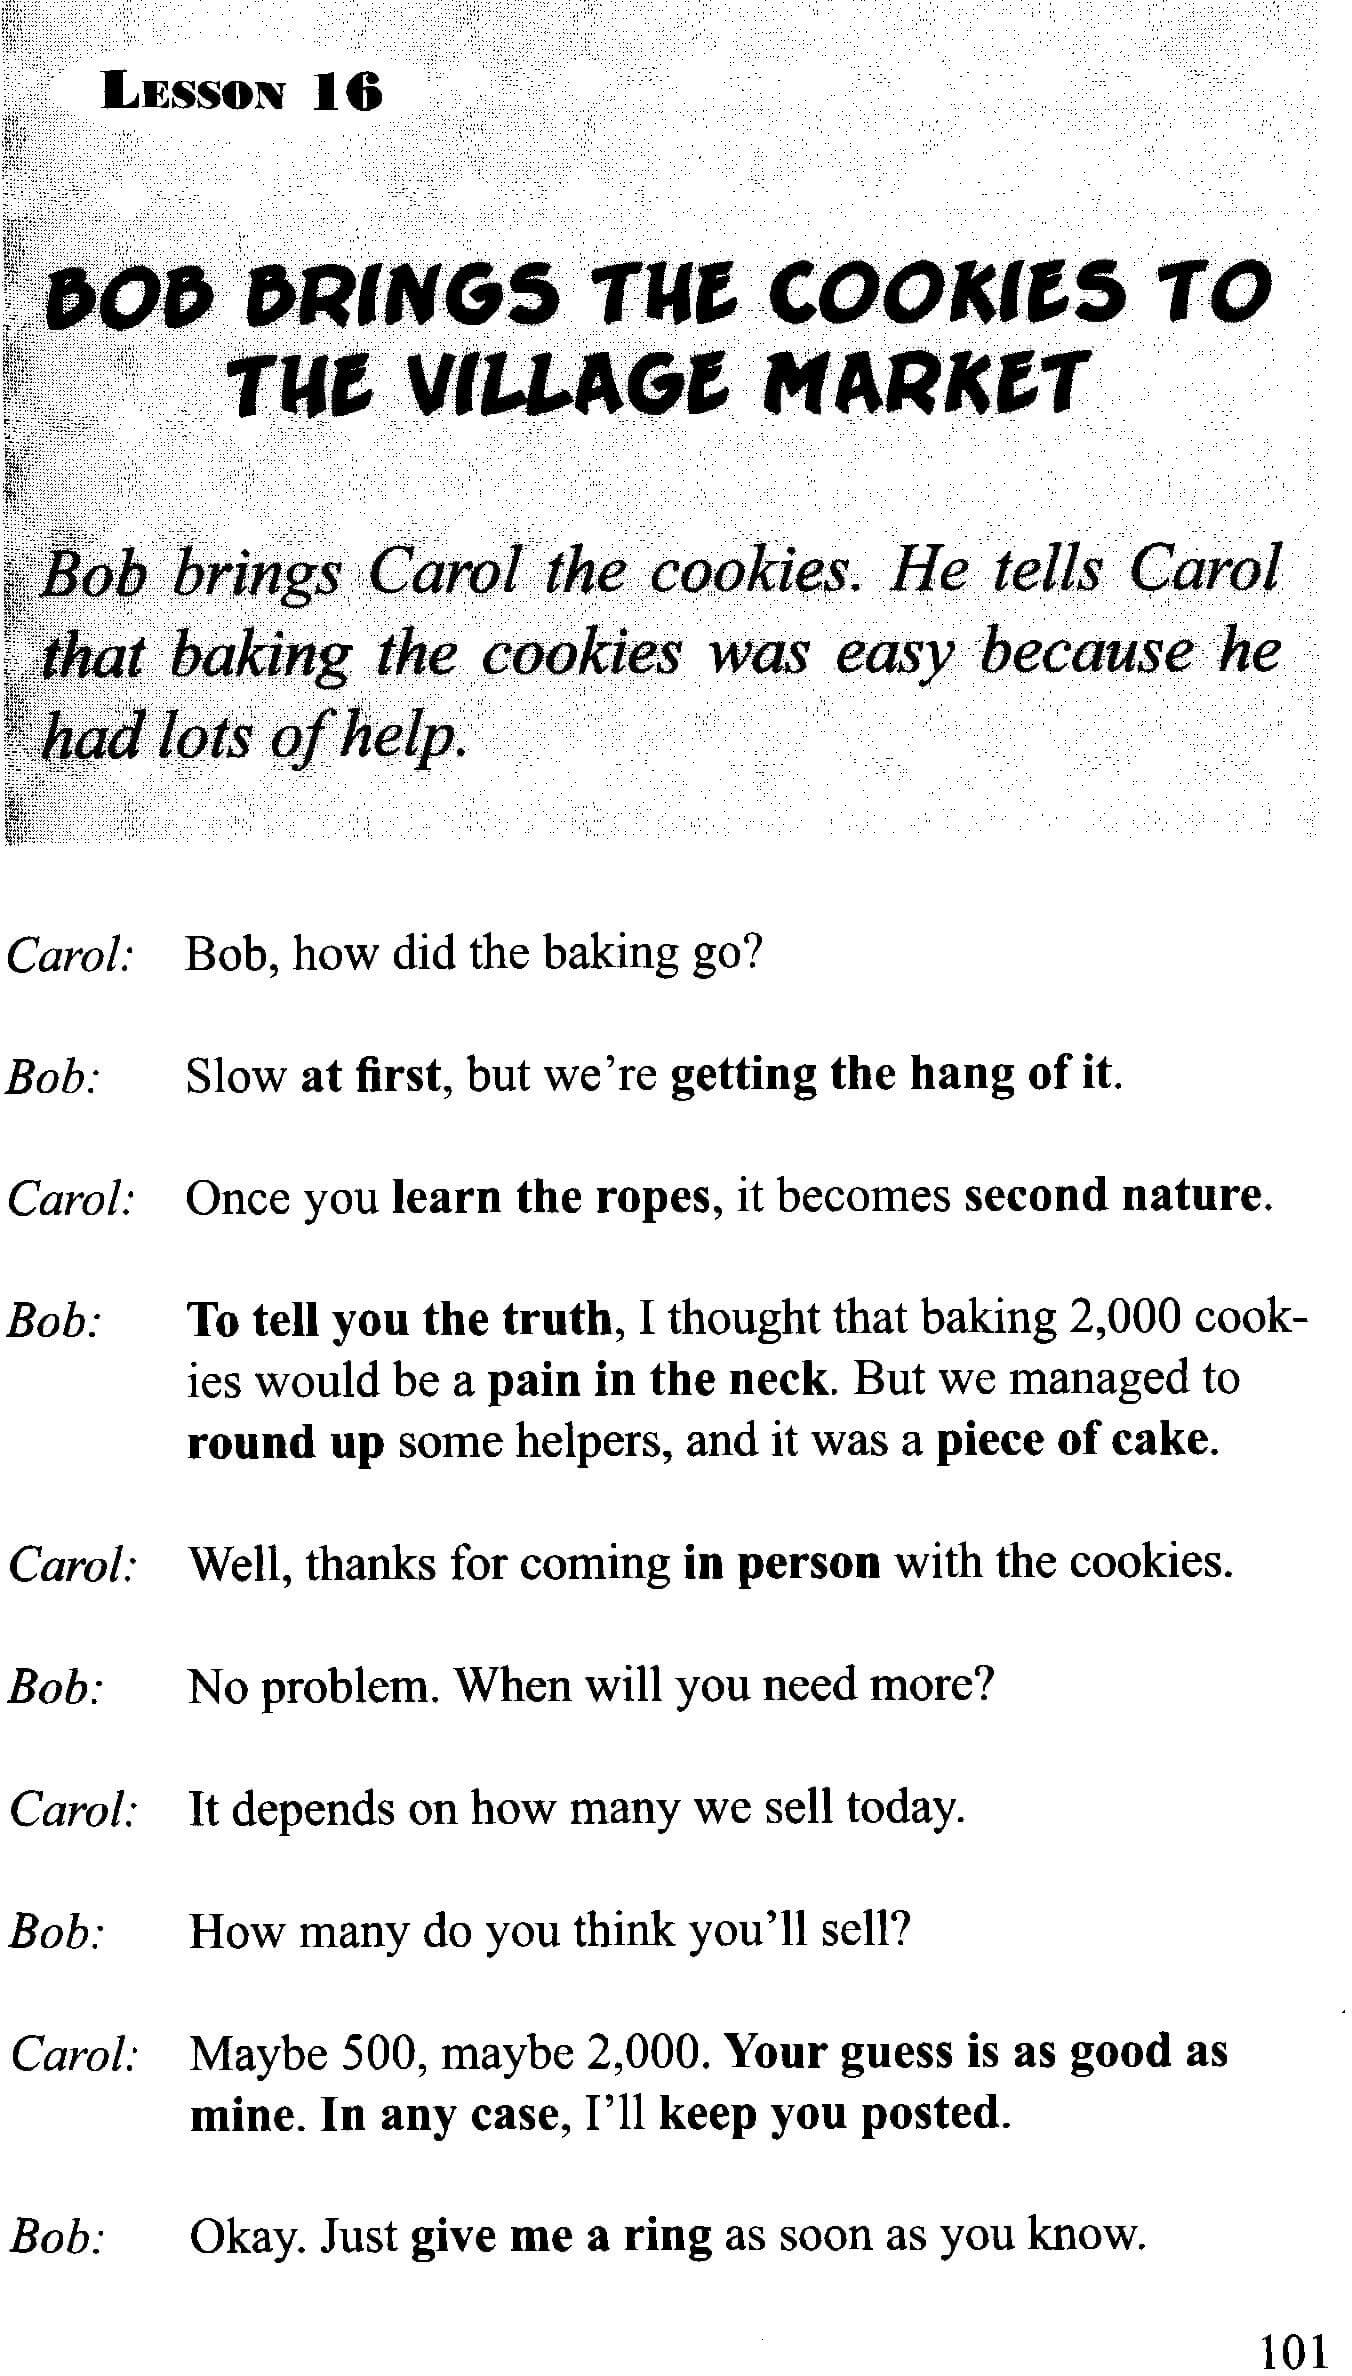 LESSON 16
BOB BRINGS THE COOKIES TO
THE VILLAGE MARKET
Bob brings Carol the cookies. He tells Carol
that baking the cookies was easy because he
had lots of help.
Carol: Bob, how did the baking go?
Bob: Slow at first, but we're getting the hang of it.
Carol: Once you learn the ropes, it becomes second nature.
Bob: To tell you the truth, I thought that baking 2,000 cook-
ies would be a pain in the neck. But we managed to
round up some helpers, and it was a piece of cake.
Carol: Well, thanks for coming in person with the cookies.
Bob: No problem. When will you need more?
Carol: It depends on how many we sell today.
Bob: How many do you think you'll sell?
Carol: Maybe 500, maybe 2,000. Your guess is as good as
mine. In any case, I'll keep you posted.
Bob: Okay. Just give me a ring as soon as you know.
101